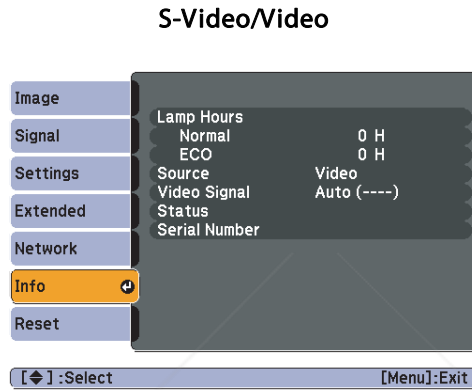 S-Video/Video
Image
Signal
Settings
Extended
Network
Info
Reset
Lamp Hours
Normal 0 H
ECO 0 H
Source Video
Video Signal Auto (----)
Status
Serial Number
[◆] :Select [Menu]:Exit